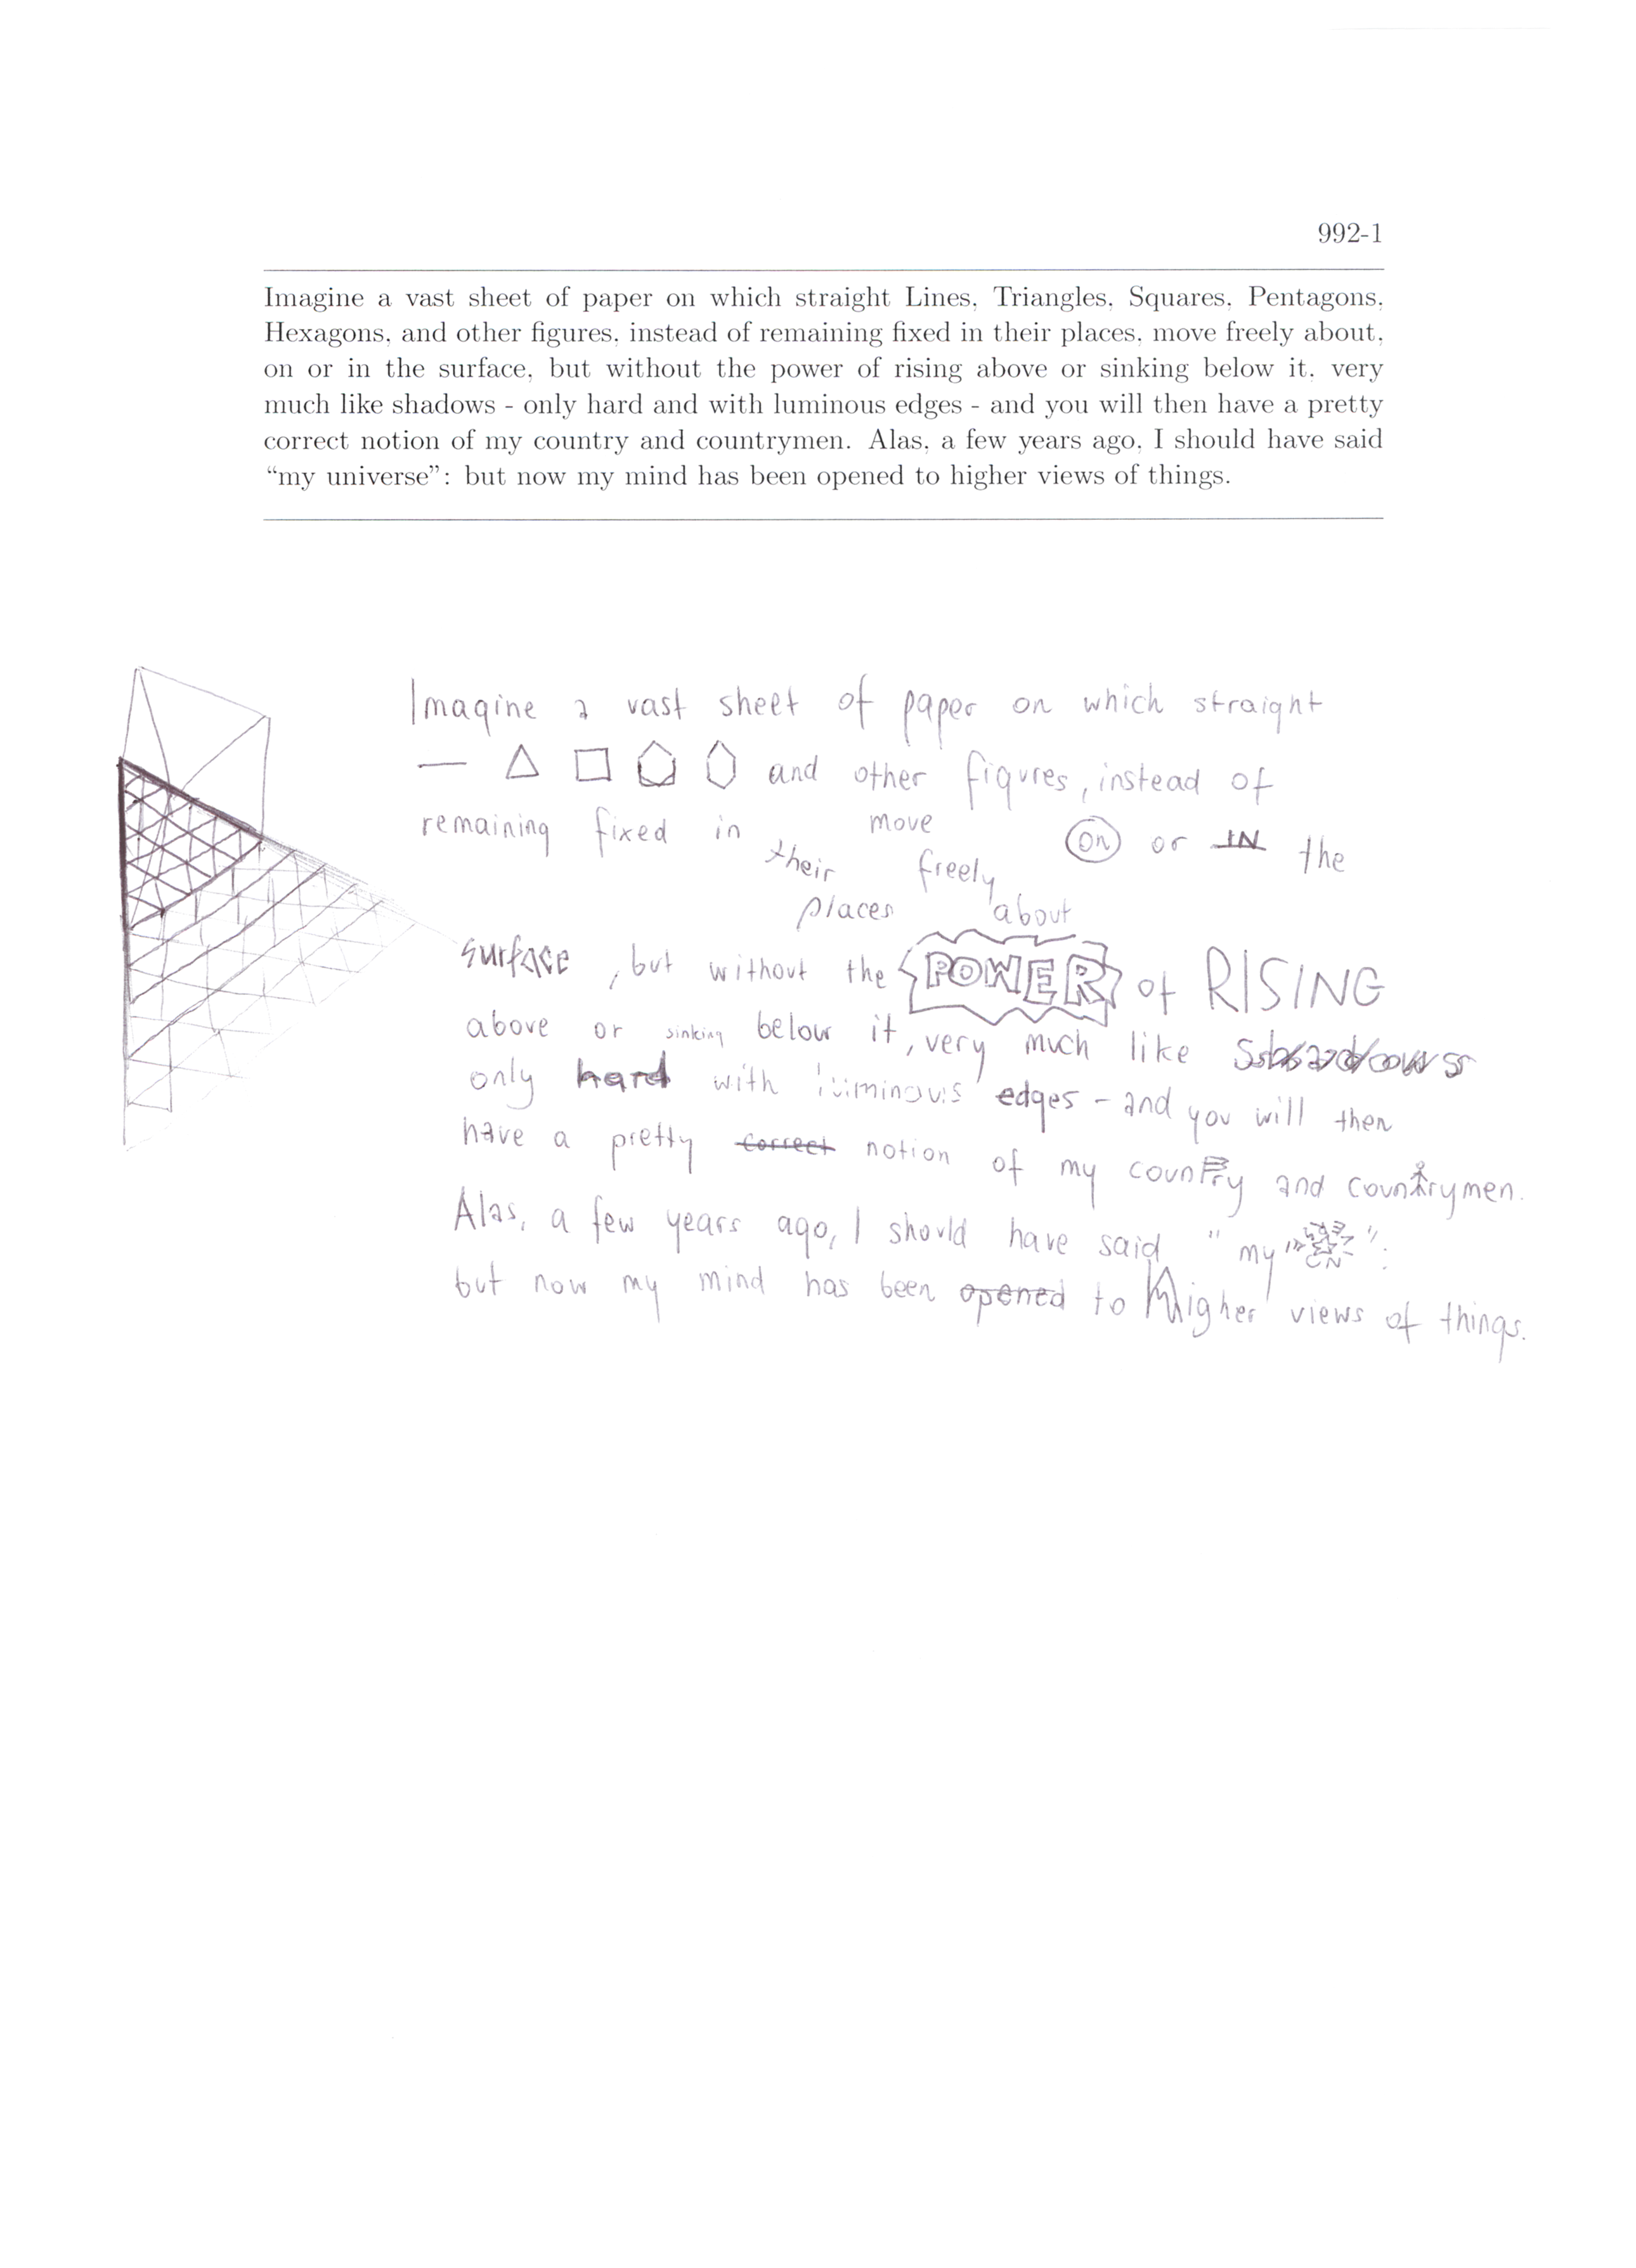 992-1
Imagine a vast sheet of paper on which straight Lines, Triangles, Squares, Pentagons,
Hexagons, and other figures, instead of remaining fixed in their places, move freely about,
on or in the surface, but without the power of rising above or sinking below it, very
much like shadows - only hard and with luminous edges - and you will then have a pretty
correct notion of my country and countrymen. Alas, a few years ago, I should have said
“my universe”: but now my mind has been opened to higher views of things.
Imagine a vast sheet of paper on which straight
and other figures, instead of
remaining fixed in their places move freely about on or IN the
surface, but without the POWER of RISING
above or sinking below it, very much like
only hard with luminous edges - and you will then
have a pretty correct notion of my country and countrymen.
Alas, a few years ago, I should have said "my ":
but now my mind has been opened to higher views of things.